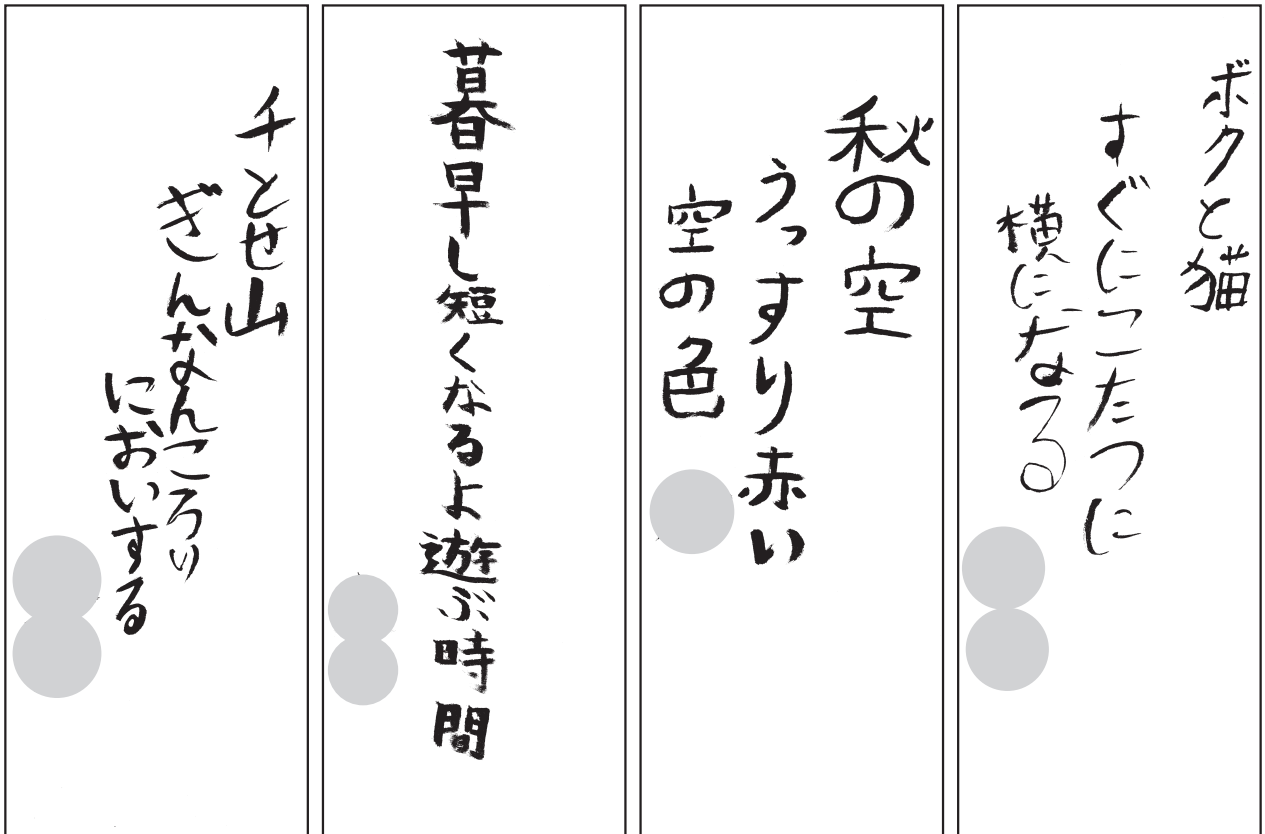 ボクと猫
すぐにこたつに
横になる
秋の空
うっすり赤い
空の色
暮早し短くなるよ遊ぶ時間
千とせ山
ぎんなんころり
においする